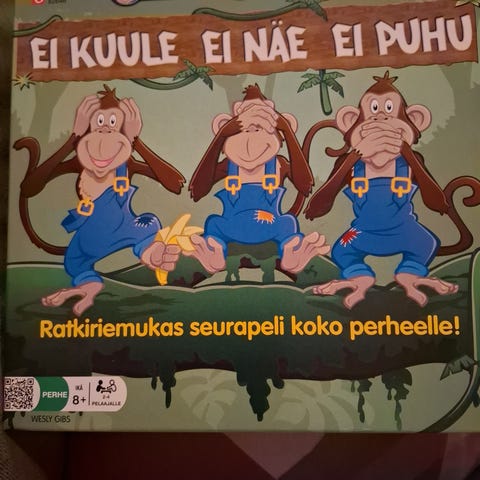 EI KUULE EI NÄE EI PUHU
Ratkiriemukas seurapeli koko perheelle!
PERHE
IKÄ
8+
2-4
PELAAJALLE
WESLY GIBS